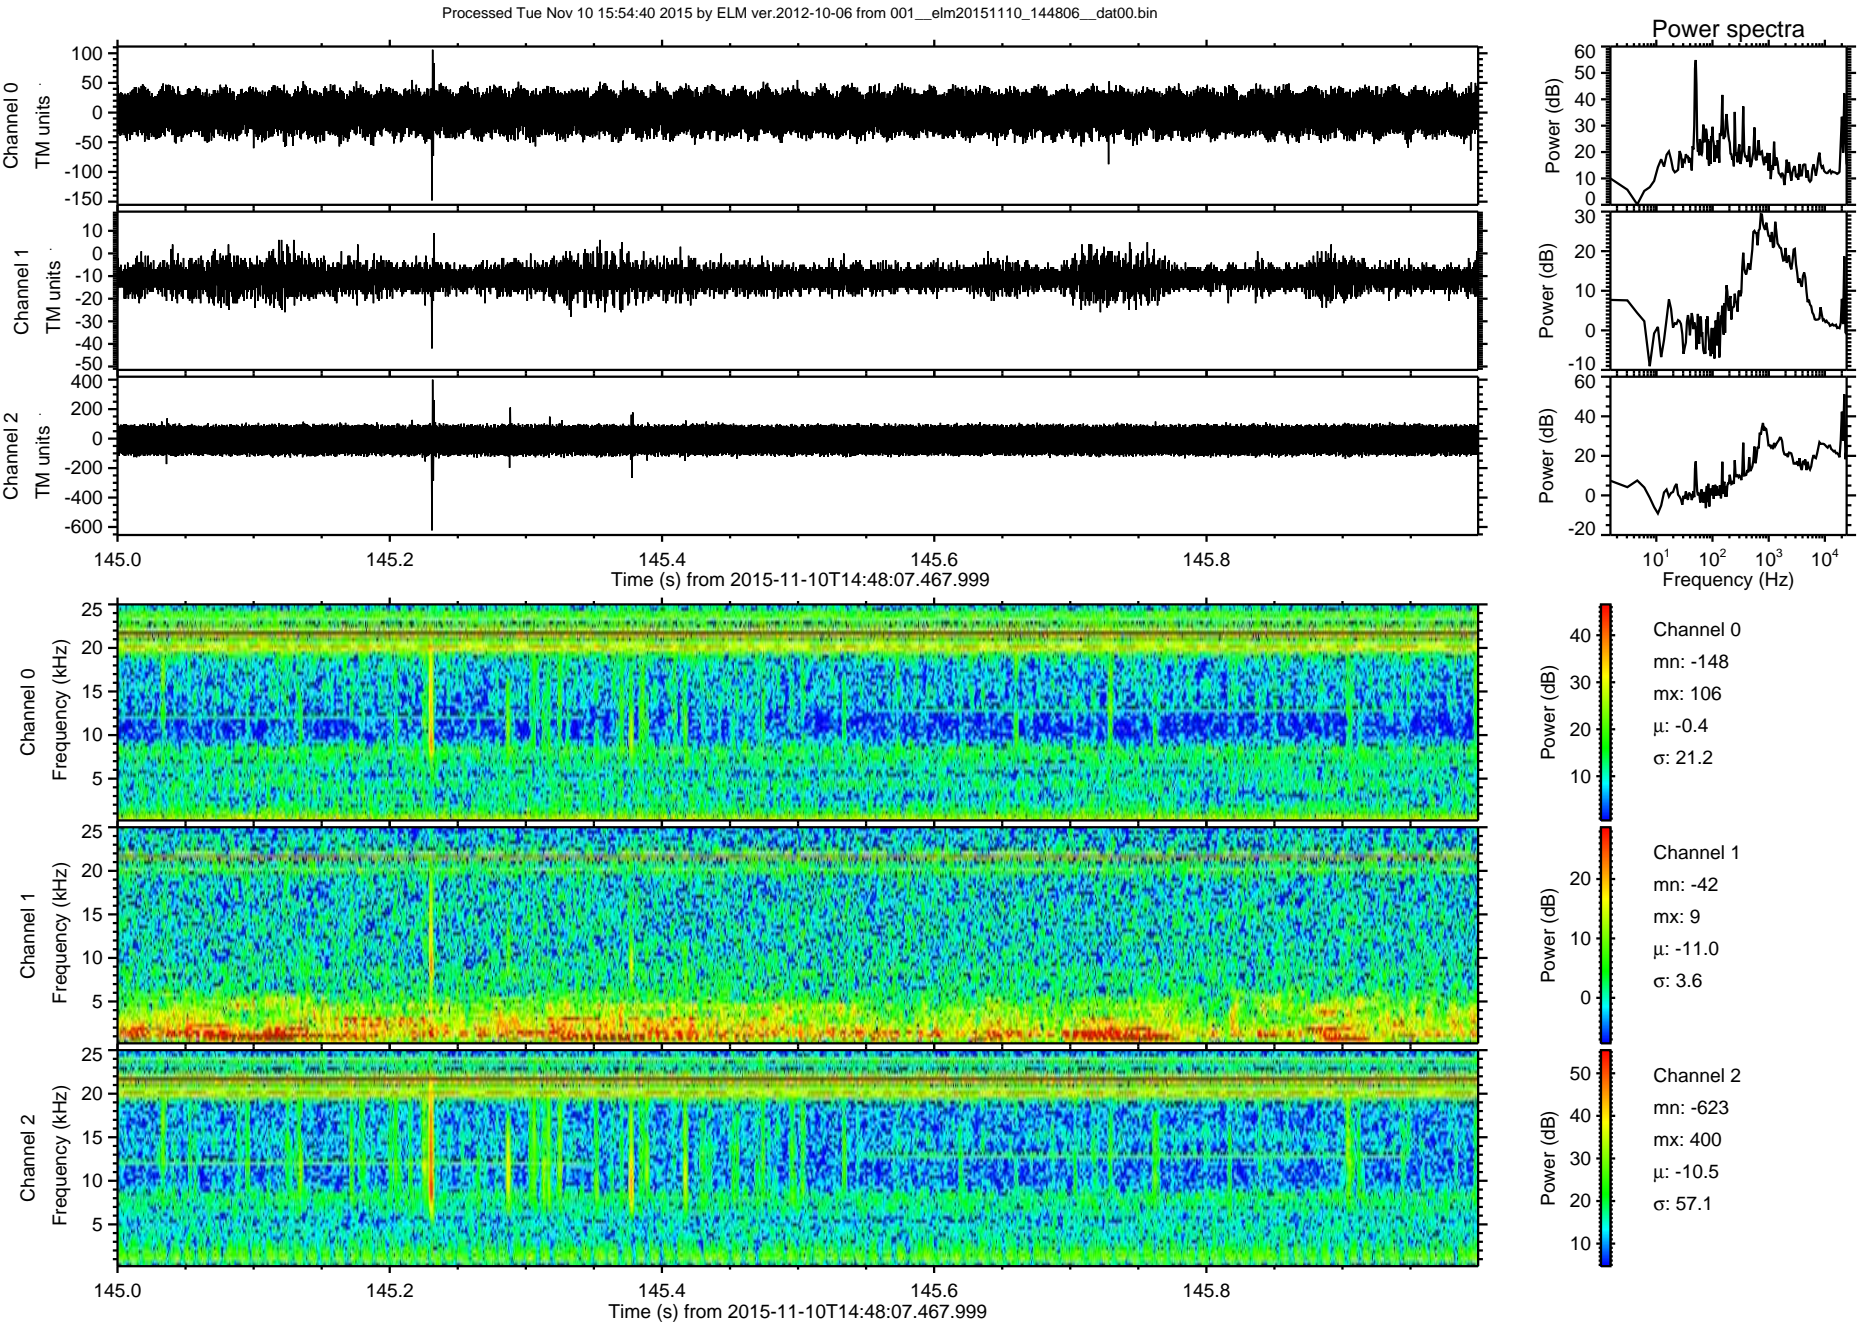 Processed Tue Nov 10 15:54:40 2015 by ELM ver.2012-10-06 from 001__elm20151110_144806__dat00.bin
Power spectra
Channel 0
TM units
100
50
0
-50
-100
-150
Power (dB)
60
50
40
30
20
10
0
Channel 1
TM units
10
0
-10
-20
-30
-40
-50
Power (dB)
30
20
10
0
-10
Channel 2
TM units
400
200
0
-200
-400
-600
Power (dB)
60
40
20
0
-20
145.0 145.2 145.4 145.6 145.8
Time (s) from 2015-11-10T14:48:07.467.999
10¹ 10² 10³ 10⁴
Frequency (Hz)
Channel 0
Frequency (kHz)
25
20
15
10
5
Power (dB)
40
30
20
10
Channel 0
mn: -148
mx: 106
μ: -0.4
σ: 21.2
Channel 1
Frequency (kHz)
25
20
15
10
5
Power (dB)
20
10
0
Channel 1
mn: -42
mx: 9
μ: -11.0
σ: 3.6
Channel 2
Frequency (kHz)
25
20
15
10
5
Power (dB)
50
40
30
20
10
Channel 2
mn: -623
mx: 400
μ: -10.5
σ: 57.1
145.0 145.2 145.4 145.6 145.8
Time (s) from 2015-11-10T14:48:07.467.999